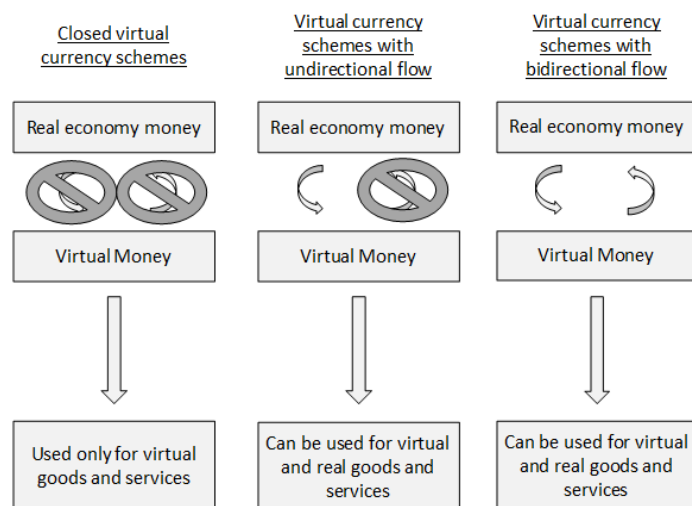 Closed virtual
currency schemes
Real economy money
Virtual Money
Used only for virtual
goods and services
Virtual currency
schemes with
undirectional flow
Real economy money
Virtual Money
Can be used for virtual
and real goods and
services
Virtual currency
schemes with
bidirectional flow
Real economy money
Virtual Money
Can be used for virtual
and real goods and
services